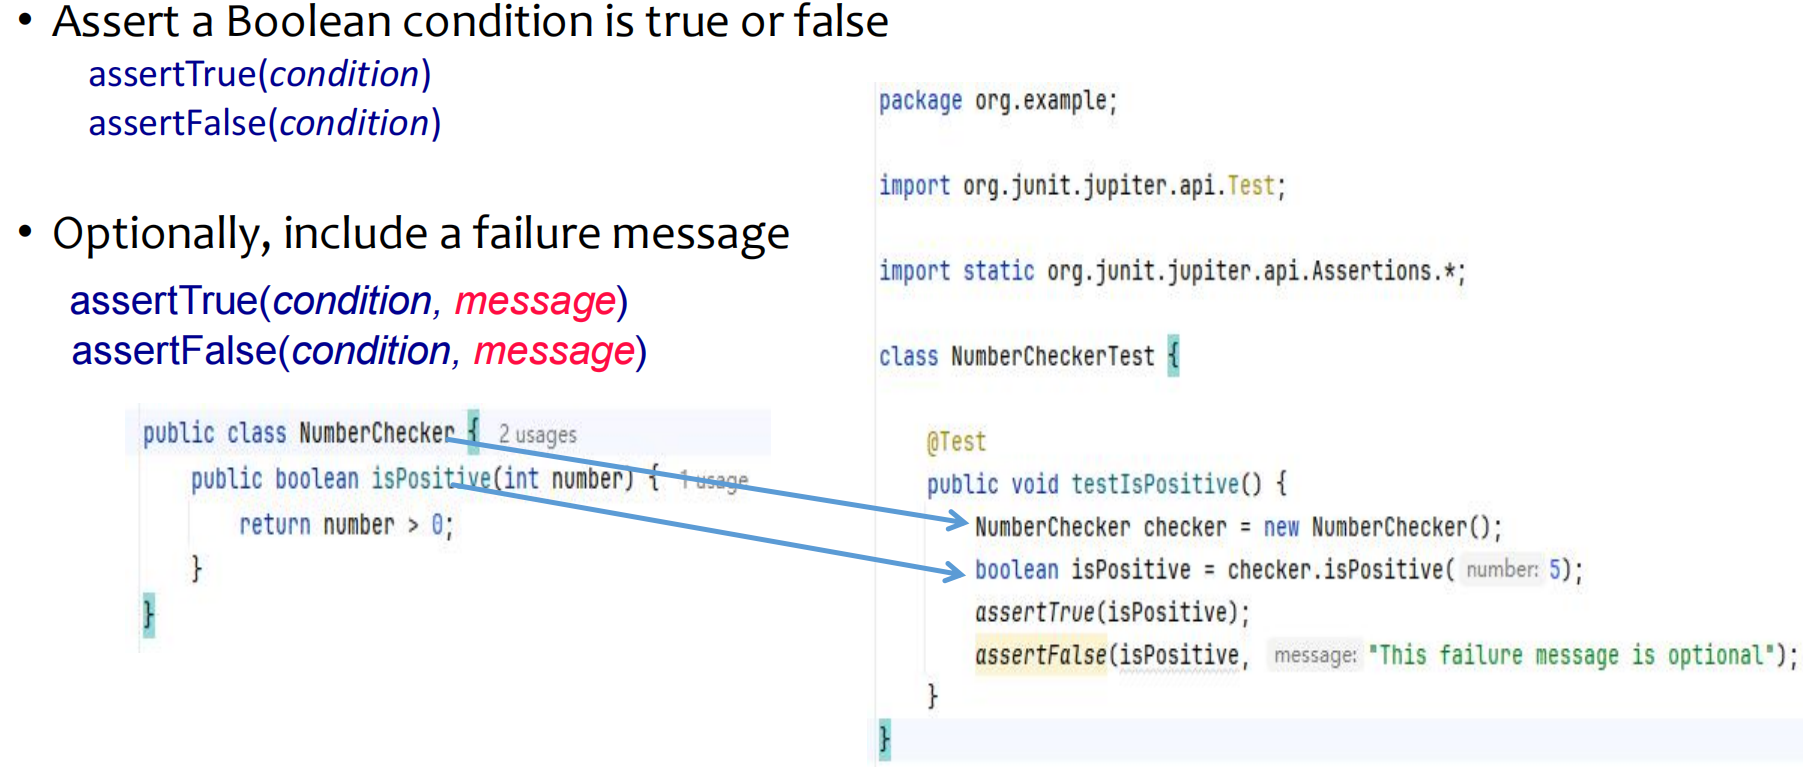 • Assert a Boolean condition is true or false
assertTrue(condition)
assertFalse(condition)
• Optionally, include a failure message
assertTrue(condition, message)
assertFalse(condition, message)
public class NumberChecker { 2 usages
public boolean isPositive(int number) { 1 usage
return number > 0;
}
}
package org.example;
import org.junit.jupiter.api.Test;
import static org.junit.jupiter.api.Assertions.*;
class NumberCheckerTest {
@Test
public void testIsPositive() {
NumberChecker checker = new NumberChecker();
boolean isPositive = checker.isPositive( number: 5);
assertTrue(isPositive);
assertFalse(isPositive, message: "This failure message is optional");
}
}